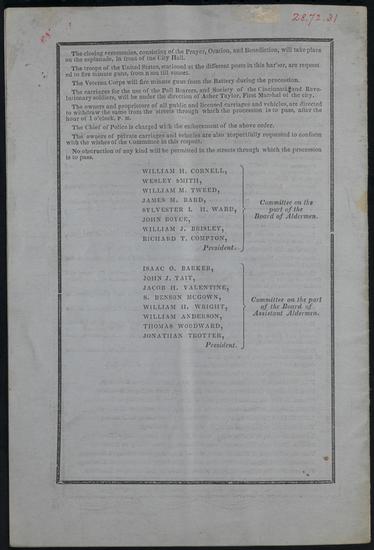 28.72.31
The closing ceremonies, consisting of the Prayer, Oration, and Benediction, will take place
on the esplanade, in front of the City Hall.
The troops of the United States, stationed at the different posts in this harbor, are request
ed to fire minute guns, from noon till sunset.
The Veteran Corps will fire minute guns from the Battery during the procession.
The carriages for the use of the Pall Bearers, and Society of the Cincinnati and Revo-
lutionary soldiers, will be under the direction of Asher Taylor, First Marshal of the city.
The owners and proprietors of all public and licensed carriages and vehicles, are directed
to withdraw the same from the streets through which the procession is to pass, after the
hour of 1 o'clock, P. M.
The Chief of Police is charged with the enforcement of the above order.
The owners of private carriages and vehicles are also respectfully requested to conform
with the wishes of the Committee in this respect.
No obstruction of any kind will be permitted in the streets through which the procession
is to pass.
WILLIAM H. CORNELL,
WESLEY SMITH,
WILLIAM M. TWEED,
JAMES M. BARD,
SYLVESTER L. H. WARD,
JOHN BOYCE,
WILLIAM J. BRISLEY,
RICHARD T. COMPTON,
President.
Committee on the
part of the
Board of Aldermen.
ISAAC O. BARKER,
JOHN J. TAIT,
JACOB H. VALENTINE,
S. BENSON MCGOWN,
WILLIAM H. WRIGHT,
WILLIAM ANDERSON,
THOMAS WOODWARD,
JONATHAN TROTTER,
President.
Committee on the part
of the Board of
Assistant Aldermen.